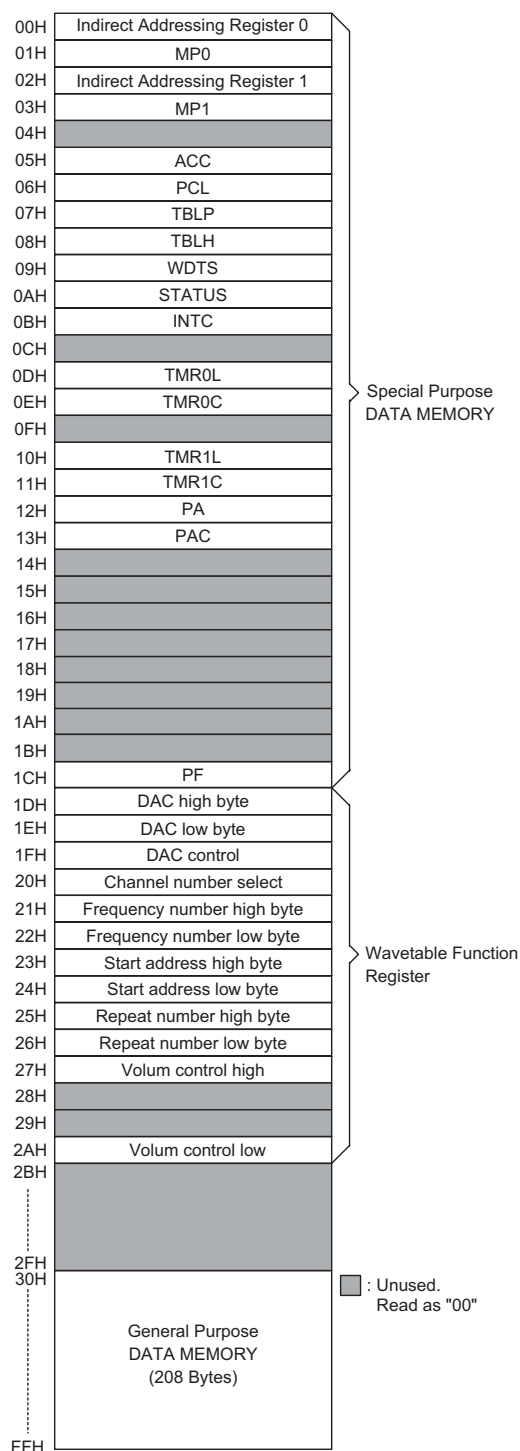 00H Indirect Addressing Register 0
01H MP0
02H Indirect Addressing Register 1
03H MP1
04H
05H ACC
06H PCL
07H TBLP
08H TBLH
09H WDTS
0AH STATUS
0BH INTC
0CH
0DH TMR0L
0EH TMR0C
0FH
10H TMR1L
11H TMR1C
12H PA
13H PAC
14H
15H
16H
17H
18H
19H
1AH
1BH
1CH PF
Special Purpose
DATA MEMORY
1DH DAC high byte
1EH DAC low byte
1FH DAC control
20H Channel number select
21H Frequency number high byte
22H Frequency number low byte
23H Start address high byte
24H Start address low byte
25H Repeat number high byte
26H Repeat number low byte
27H Volum control high
28H
29H
2AH Volum control low
Wavetable Function
Register
2BH
2FH
30H
General Purpose
DATA MEMORY
(208 Bytes)
FFH
: Unused.
Read as "00"